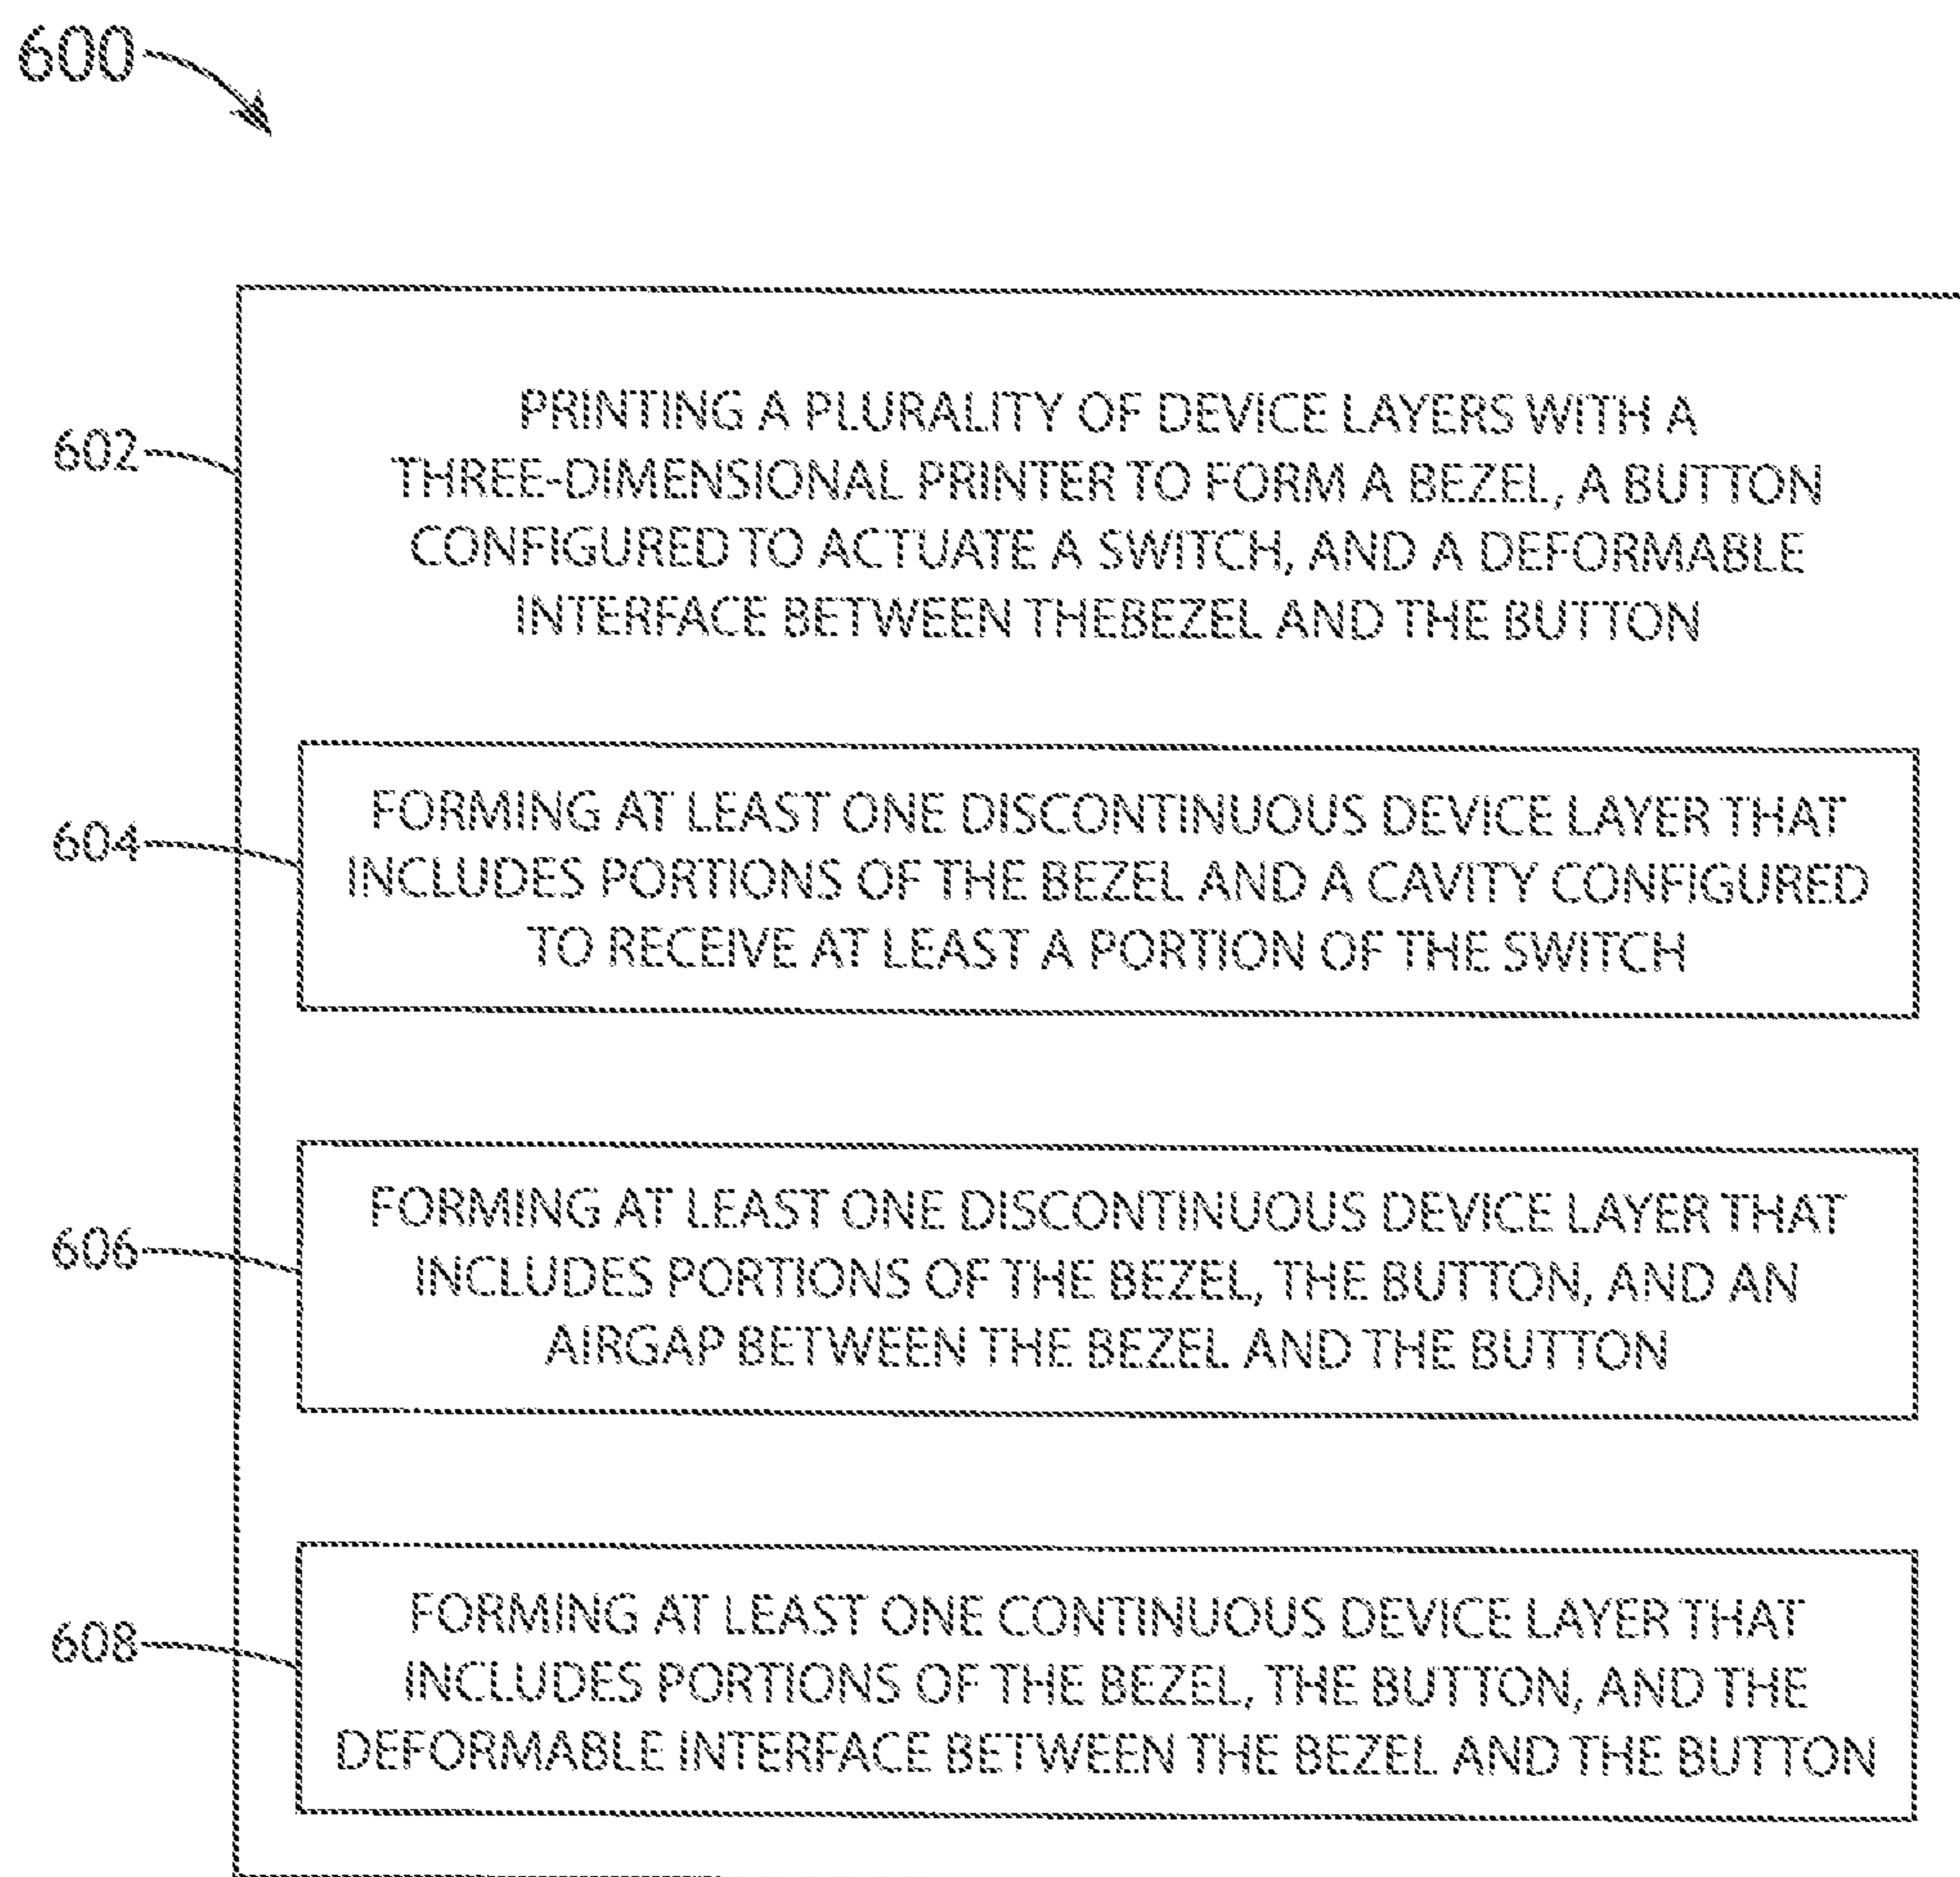 600
602
PRINTING A PLURALITY OF DEVICE LAYERS WITH A
THREE-DIMENSIONAL PRINTER TO FORM A BEZEL, A BUTTON
CONFIGURED TO ACTUATE A SWITCH, AND A DEFORMABLE
INTERFACE BETWEEN THEBEZEL AND THE BUTTON
604
FORMING AT LEAST ONE DISCONTINUOUS DEVICE LAYER THAT
INCLUDES PORTIONS OF THE BEZEL AND A CAVITY CONFIGURED
TO RECEIVE AT LEAST A PORTION OF THE SWITCH
606
FORMING AT LEAST ONE DISCONTINUOUS DEVICE LAYER THAT
INCLUDES PORTIONS OF THE BEZEL, THE BUTTON, AND AN
AIRGAP BETWEEN THE BEZEL AND THE BUTTON
608
FORMING AT LEAST ONE CONTINUOUS DEVICE LAYER THAT
INCLUDES PORTIONS OF THE BEZEL, THE BUTTON, AND THE
DEFORMABLE INTERFACE BETWEEN THE BEZEL AND THE BUTTON